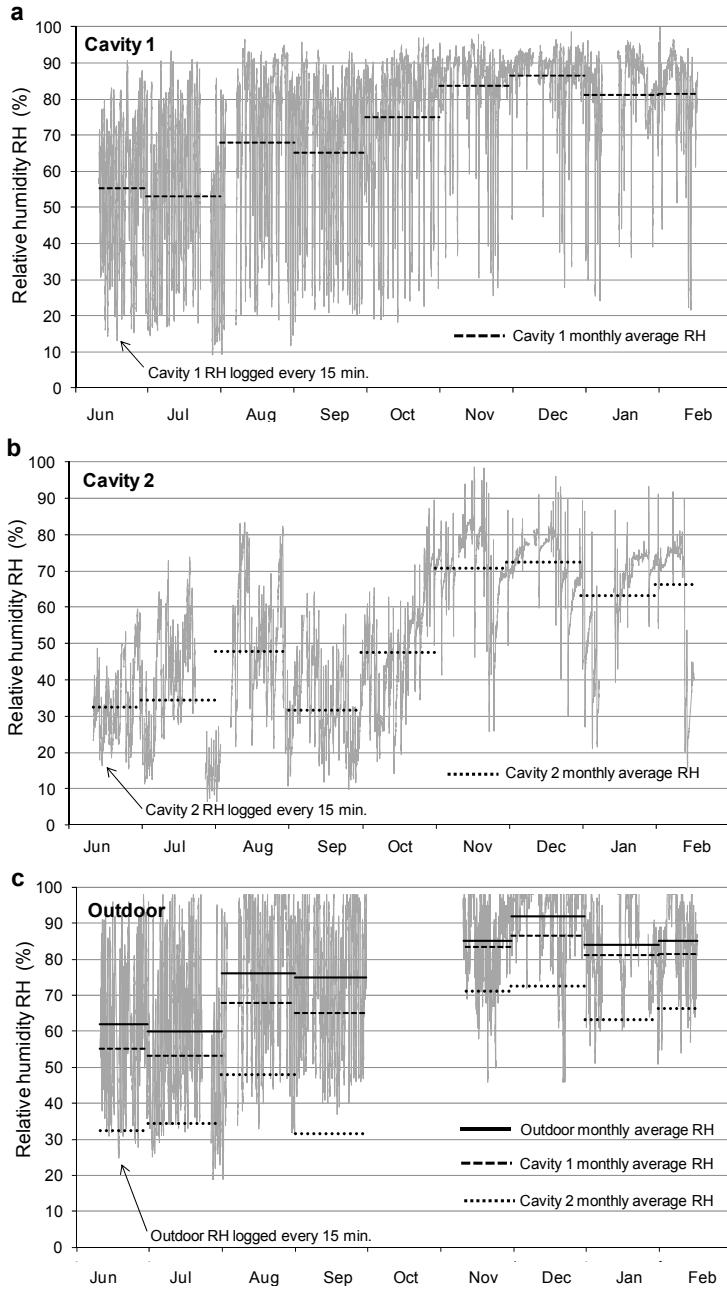 a
Cavity 1
Relative humidity RH (%)
100
90
80
70
60
50
40
30
20
10
0
Cavity 1 monthly average RH
Cavity 1 RH logged every 15 min.
Jun Jul Aug Sep Oct Nov Dec Jan Feb
b
Cavity 2
Relative humidity RH (%)
100
90
80
70
60
50
40
30
20
10
0
Cavity 2 monthly average RH
Cavity 2 RH logged every 15 min.
Jun Jul Aug Sep Oct Nov Dec Jan Feb
c
Outdoor
Relative humidity RH (%)
100
90
80
70
60
50
40
30
20
10
0
Outdoor monthly average RH
Cavity 1 monthly average RH
Cavity 2 monthly average RH
Outdoor RH logged every 15 min.
Jun Jul Aug Sep Oct Nov Dec Jan Feb